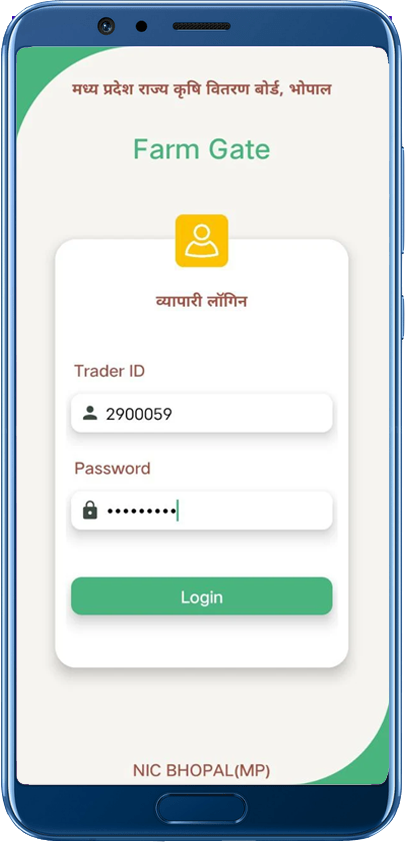 मध्य प्रदेश राज्य कृषि वितरण बोर्ड, भोपाल
Farm Gate
व्यापारी लॉगिन
Trader ID
2900059
Password
•••••••••
Login
NIC BHOPAL(MP)